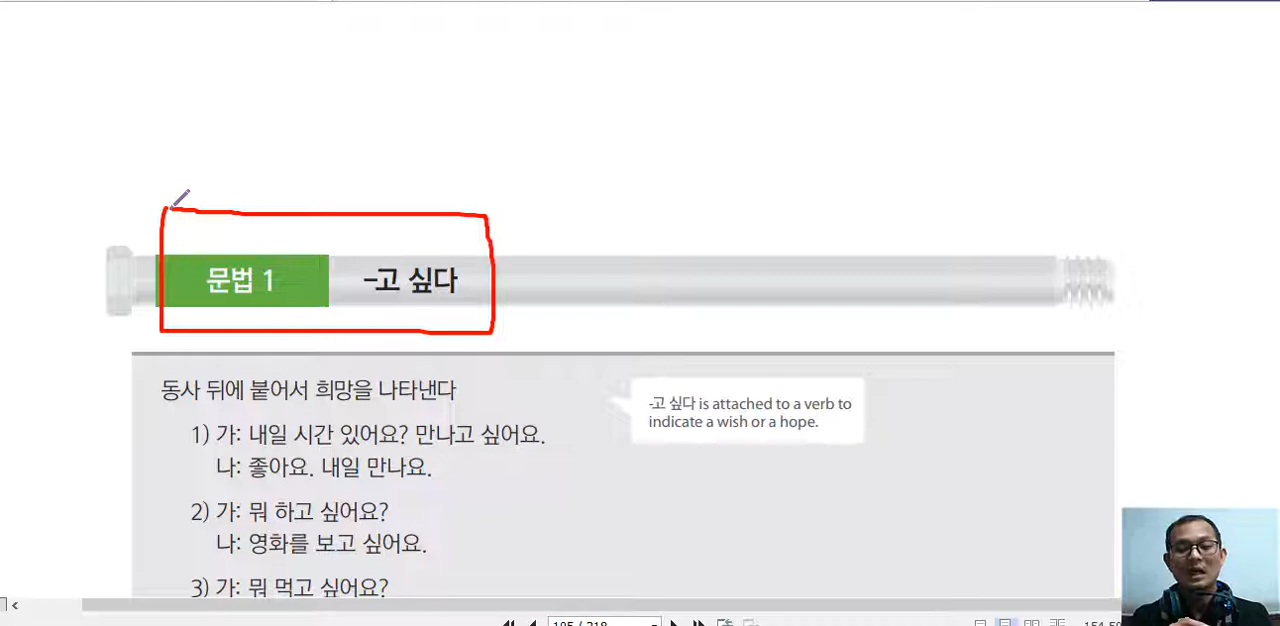 문법 1 -고 싶다
동사 뒤에 붙어서 희망을 나타낸다
-고 싶다 is attached to a verb to
indicate a wish or a hope.
1) 가: 내일 시간 있어요? 만나고 싶어요.
나: 좋아요. 내일 만나요.
2) 가: 뭐 하고 싶어요?
나: 영화를 보고 싶어요.
3) 가: 뭐 먹고 싶어요?